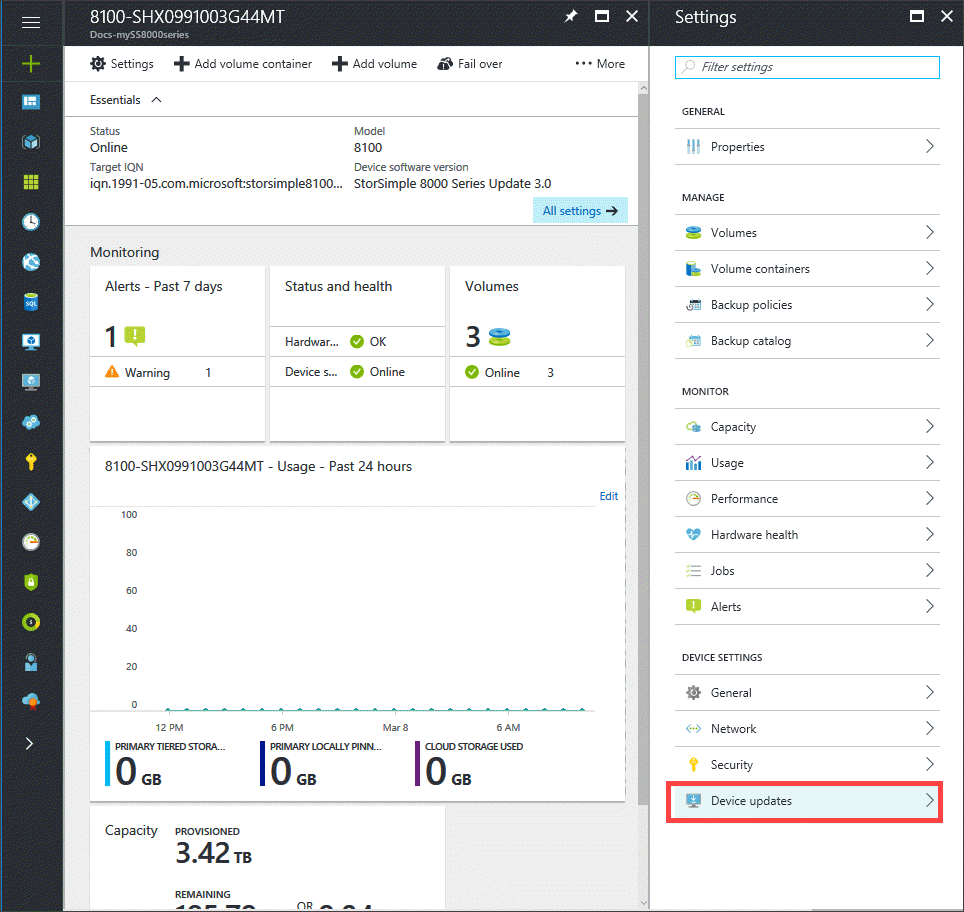 8100-SHX0991003G44MT
Docs-mySS8000series
Settings
Add volume container
Add volume
Fail over
More
Essentials
Status
Online
Model
8100
Target IQN
iqn.1991-05.com.microsoft:storsimple8100...
Device software version
StorSimple 8000 Series Update 3.0
All settings
Monitoring
Alerts - Past 7 days
1
Warning 1
Status and health
Hardwar... OK
Device s... Online
Volumes
3
Online 3
8100-SHX0991003G44MT - Usage - Past 24 hours
Edit
100
80
60
40
20
0
12 PM 6 PM Mar 8 6 AM
PRIMARY TIERED STORA...
0 GB
PRIMARY LOCALLY PINN...
0 GB
CLOUD STORAGE USED
0 GB
Capacity
PROVISIONED
3.42 TB
REMAINING
OR
SQL
Settings
Filter settings
GENERAL
Properties
MANAGE
Volumes
Volume containers
Backup policies
Backup catalog
MONITOR
Capacity
Usage
Performance
Hardware health
Jobs
Alerts
DEVICE SETTINGS
General
Network
Security
Device updates